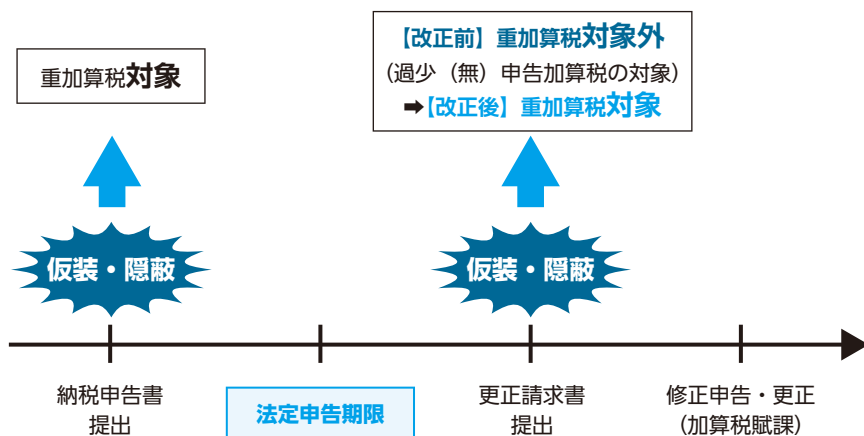 重加算税対象
【改正前】重加算税対象外
(過少（無）申告加算税の対象)
➡【改正後】重加算税対象
仮装・隠蔽
仮装・隠蔽
納税申告書
提出
法定申告期限
更正請求書
提出
修正申告・更正
(加算税賦課)